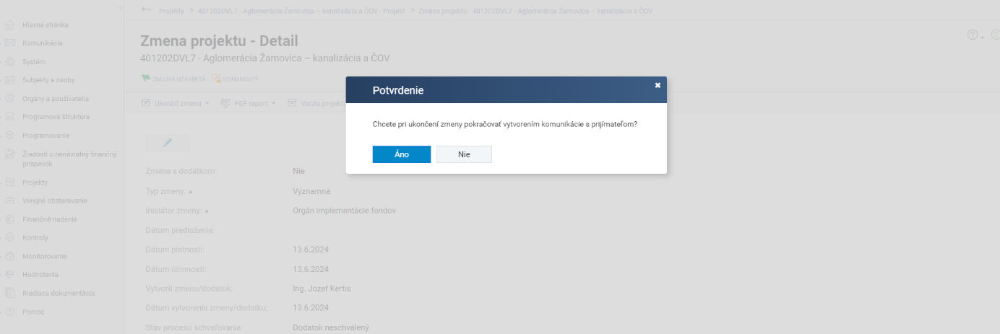 Projekty > 401202DVL7 - Aglomerácia Žarnovica – kanalizácia a ČOV - Projekt > Zmena projektu - 401202DVL7 - Aglomerácia Žarnovica – kanalizácia a ČOV
Hlavná stránka
Komunikácia
Systém
Subjekty a osoby
Orgány a používatelia
Programová štruktúra
Programovanie
Žiadosti o nenávratný finančný
príspevok
Projekty
Verejné obstarávanie
Finančné riadenie
Kontroly
Monitorovanie
Hodnotenia
Riadiaca dokumentácia
Pomoc
Zmena projektu - Detail
401202DVL7 - Aglomerácia Žarnovica – kanalizácia a ČOV
ZMLUVA UZAVRETÁ UZAMKNUTÝ
Ukončiť zmenu PDF report Verziu projektu
Potvrdenie
Chcete pri ukončení zmeny pokračovať vytvorením komunikácie s prijímateľom?
Áno Nie
Zmena s dodatkom: Nie
Typ zmeny: • Významná
Iniciátor zmeny: • Orgán implementácie fondov
Dátum predloženia:
Dátum platnosti: 13.6.2024
Dátum účinnosti: 13.6.2024
Vytvoril zmenu/dodatok: Ing. Jozef Kertis
Dátum vytvorenia zmeny/dodatku: 13.6.2024
Stav procesu schvaľovania Dodatok neschválený